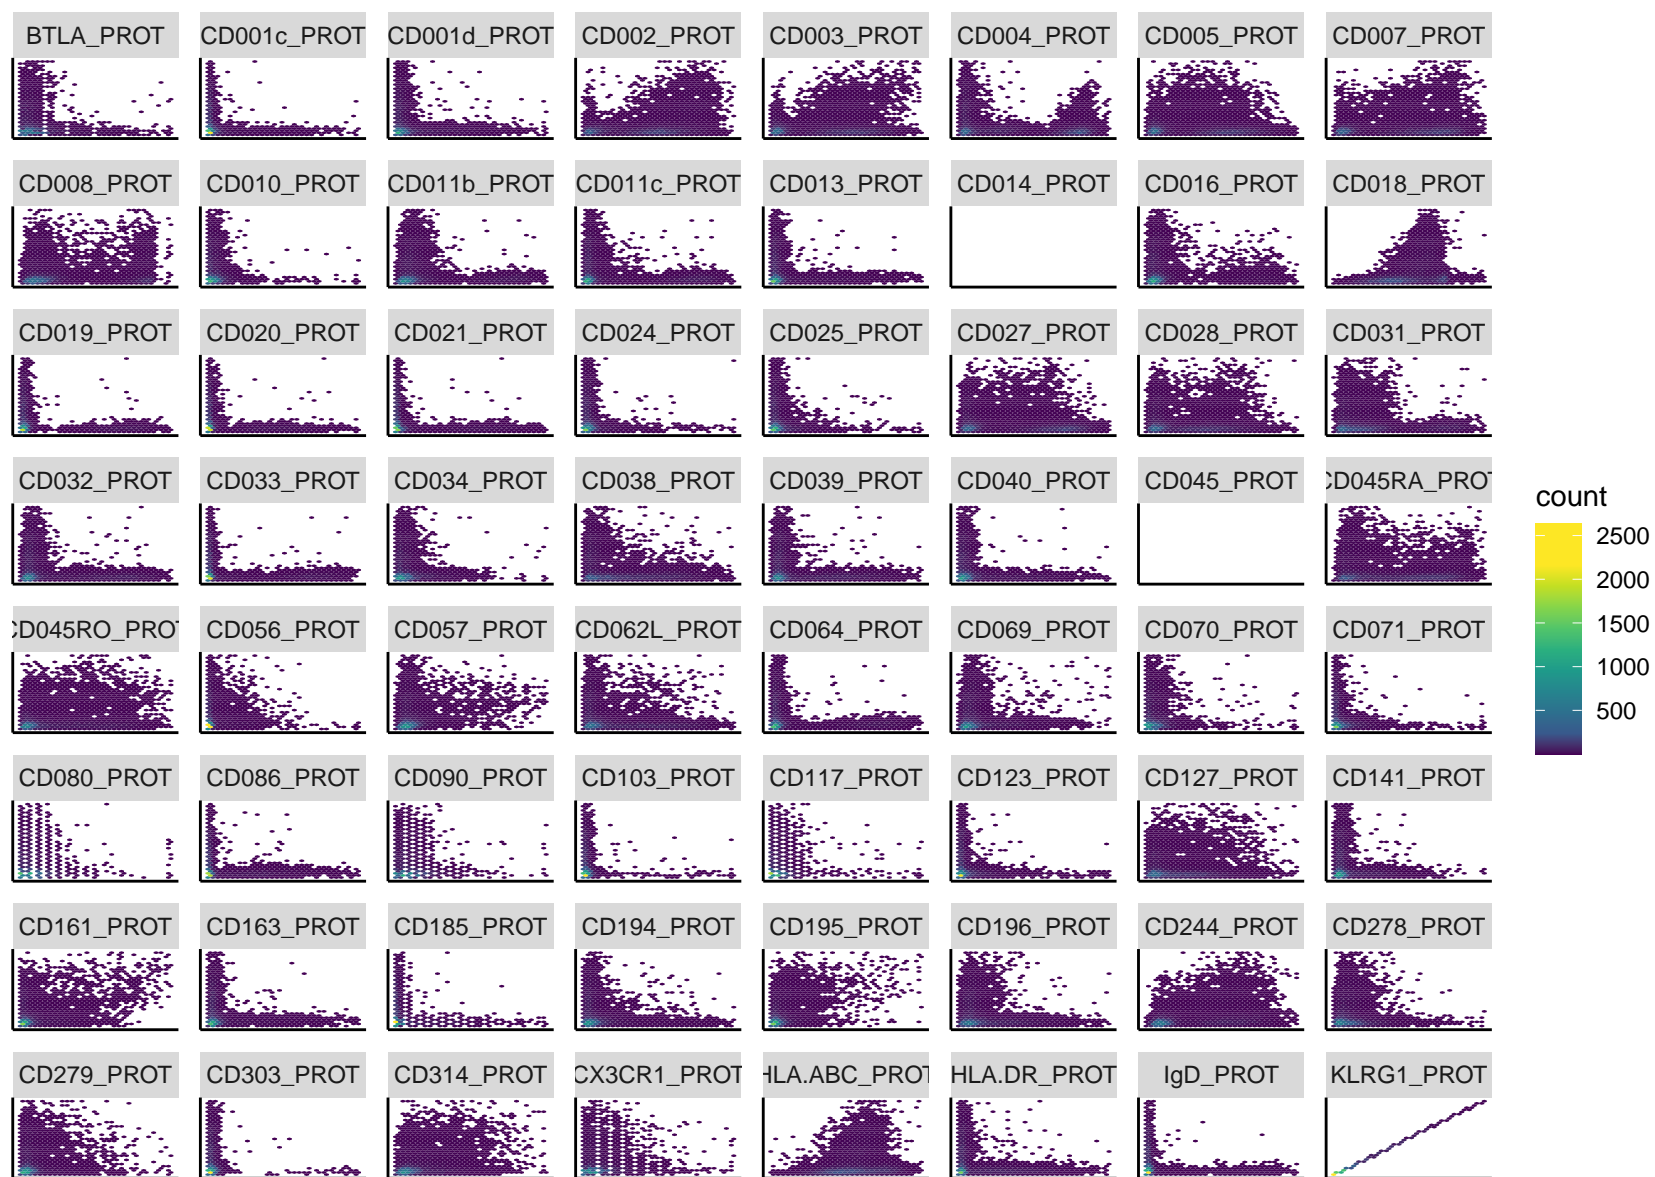 BTLA_PROT CD001c_PROT CD001d_PROT CD002_PROT CD003_PROT CD004_PROT CD005_PROT CD007_PROT
CD008_PROT CD010_PROT CD011b_PROT CD011c_PROT CD013_PROT CD014_PROT CD016_PROT CD018_PROT
CD019_PROT CD020_PROT CD021_PROT CD024_PROT CD025_PROT CD027_PROT CD028_PROT CD031_PROT
CD032_PROT CD033_PROT CD034_PROT CD038_PROT CD039_PROT CD040_PROT CD045_PROT CD045RA_PROT
CD045RO_PROT CD056_PROT CD057_PROT CD062L_PROT CD064_PROT CD069_PROT CD070_PROT CD071_PROT
CD080_PROT CD086_PROT CD090_PROT CD103_PROT CD117_PROT CD123_PROT CD127_PROT CD141_PROT
CD161_PROT CD163_PROT CD185_PROT CD194_PROT CD195_PROT CD196_PROT CD244_PROT CD278_PROT
CD279_PROT CD303_PROT CD314_PROT CX3CR1_PROT HLA.ABC_PROT HLA.DR_PROT IgD_PROT KLRG1_PROT
count
2500
2000
1500
1000
500